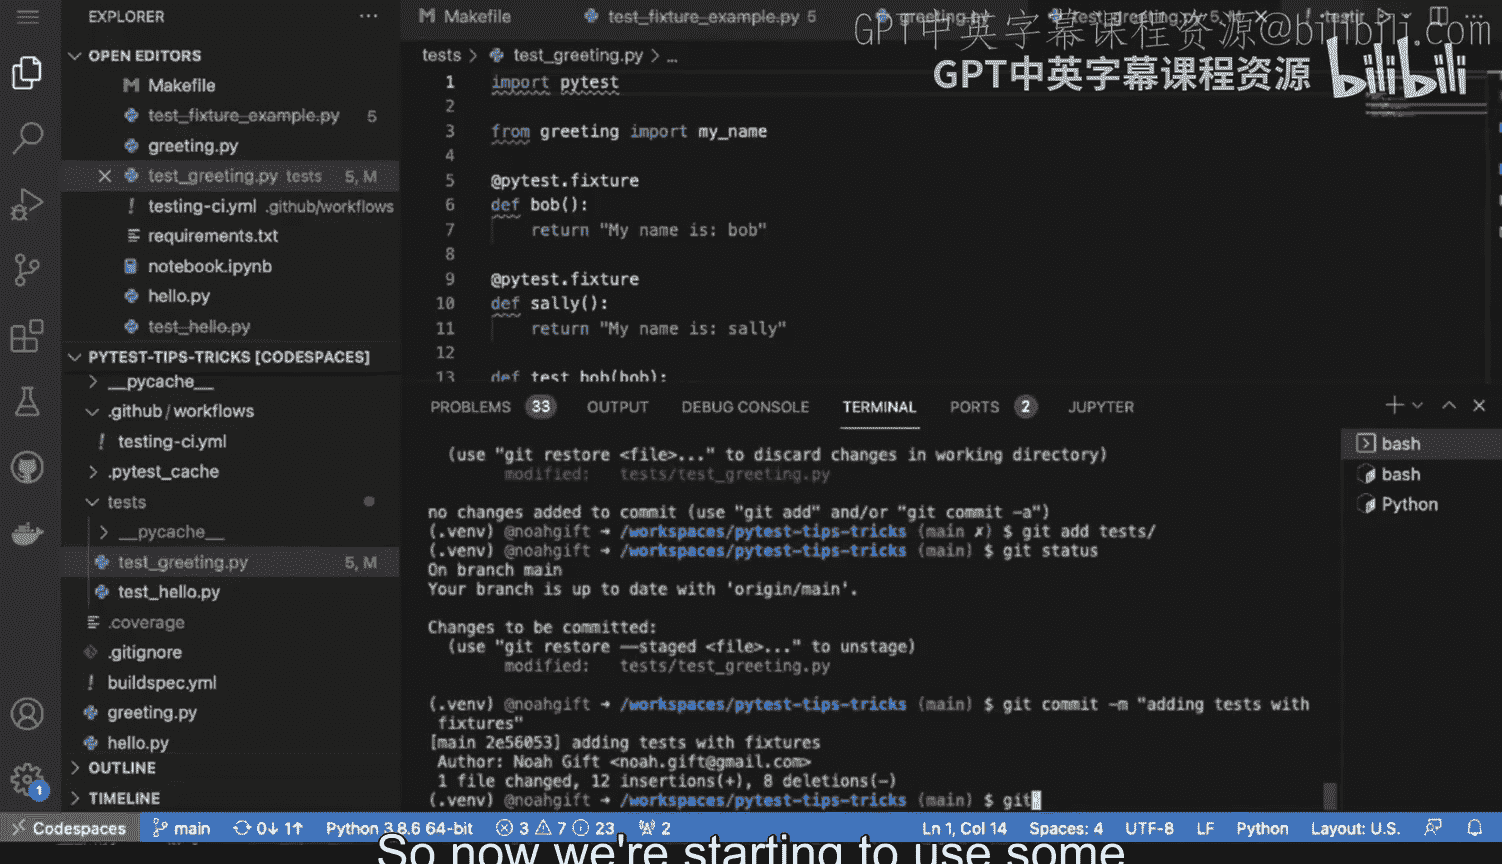 EXPLORER
OPEN EDITORS
Makefile
test_fixture_example.py 5
greeting.py
test_greeting.py tests 5, M
testing-ci.yml .github/workflows
requirements.txt
notebook.ipynb
hello.py
test_hello.py
PYTEST-TIPS-TRICKS [CODESPACES]
__pycache__
.github/workflows
testing-ci.yml
.pytest_cache
tests
__pycache__
test_greeting.py 5, M
test_hello.py
.coverage
.gitignore
buildspec.yml
greeting.py
hello.py
OUTLINE
TIMELINE
Makefile test_fixture_example.py 5 greeting.py test_greeting.py 5, M
GPT中英字幕课程资源@bilibili.com
GPT中英字幕课程资源 bilibili
tests > test_greeting.py > ...
1 import pytest
2
3 from greeting import my_name
4
5 @pytest.fixture
6 def bob():
7 return "My name is: bob"
8
9 @pytest.fixture
10 def sally():
11 return "My name is: sally"
12
13 def test_bob(bob):
PROBLEMS 33 OUTPUT DEBUG CONSOLE TERMINAL PORTS 2 JUPYTER
(use "git restore <file>..." to discard changes in working directory)
modified: tests/test_greeting.py
no changes added to commit (use "git add" and/or "git commit -a")
(.venv) @noahgift → /workspaces/pytest-tips-tricks (main ✗) $ git add tests/
(.venv) @noahgift → /workspaces/pytest-tips-tricks (main) $ git status
On branch main
Your branch is up to date with 'origin/main'.
Changes to be committed:
(use "git restore --staged <file>..." to unstage)
modified: tests/test_greeting.py
(.venv) @noahgift → /workspaces/pytest-tips-tricks (main) $ git commit -m "adding tests with
fixtures"
[main 2e56053] adding tests with fixtures
Author: Noah Gift <noah.gift@gmail.com>
1 file changed, 12 insertions(+), 8 deletions(-)
(.venv) @noahgift → /workspaces/pytest-tips-tricks (main) $ git
bash
bash
Python
1
Codespaces main 0↓ 1↑ Python 3.8.6 64-bit 3 7 23 2 Ln 1, Col 14 Spaces: 4 UTF-8 LF Python Layout: U.S.
So now we're starting to use some